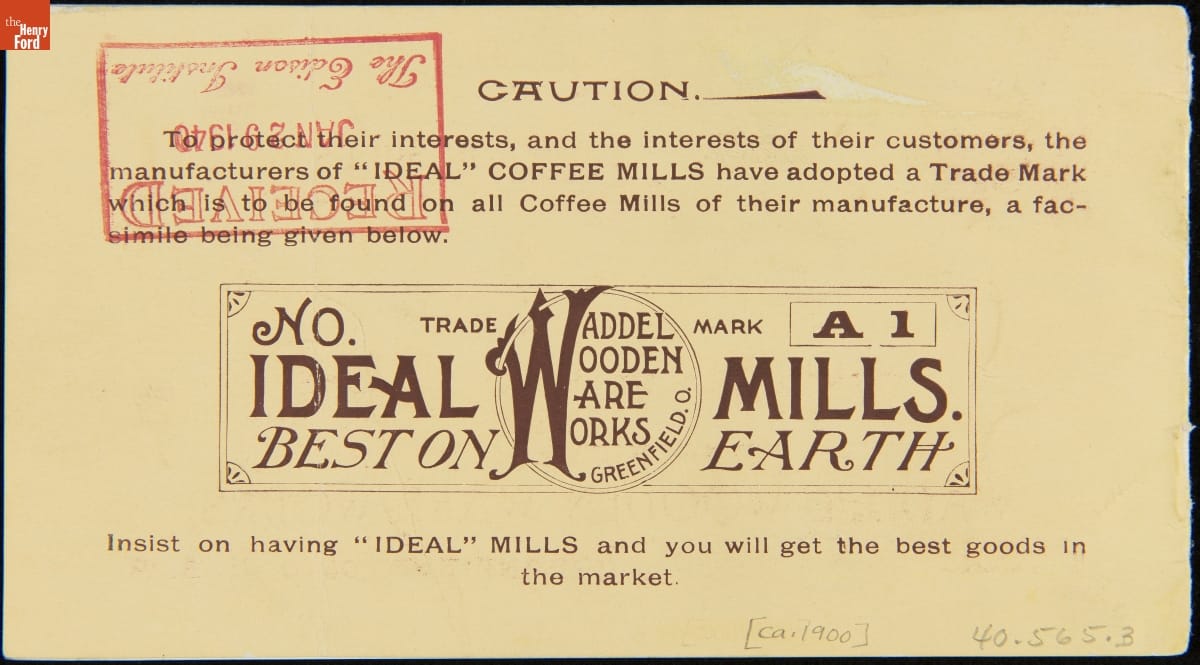 the
Henry
Ford
The Edison Institute
JAN 29 1940
RECEIVED
CAUTION.
To protect their interests, and the interests of their customers, the
manufacturers of “IDEAL” COFFEE MILLS have adopted a Trade Mark
which is to be found on all Coffee Mills of their manufacture, a fac-
simile being given below.
NO. TRADE MARK A 1
IDEAL MILLS.
BEST ON EARTH
WADDEL
WOODEN
WARE
WORKS
GREENFIELD. O.
Insist on having “IDEAL” MILLS and you will get the best goods in
the market.
[ca. 1900] 40.565.3